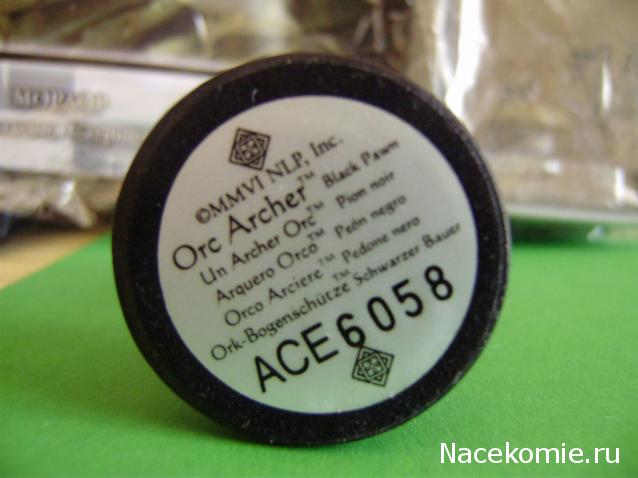 ©MMVI NLP, Inc.
Orc Archer™ Black Pawn
Un Archer Orc™ Pion noir
Arquero Orco™ Peón negro
Orco Arciere™ Pedone nero
Ork-Bogenschütze™ Schwarzer Bauer
ACE6058
Nacekomie.ru